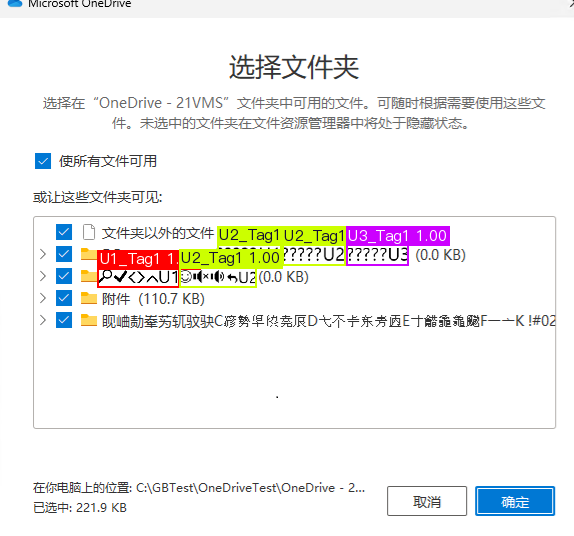 Microsoft OneDrive
选择文件夹
选择在“OneDrive - 21VMS”文件夹中可用的文件。可随时根据需要使用这些文
件。未选中的文件夹在文件资源管理器中将处于隐藏状态。
使所有文件可用
或让这些文件夹可见:
文件夹以外的文件
U2_Tag1 U2_Tag1 U3_Tag1 1.00
?????U2 ?????U3 (0.0 KB)
U1_Tag1 1. U2_Tag1 1.00
U1 U2 (0.0 KB)
附件 (110.7 KB)
!#02
在你电脑上的位置: C:\GBTest\OneDriveTest\OneDrive - 2...
已选中: 221.9 KB
取消
确定